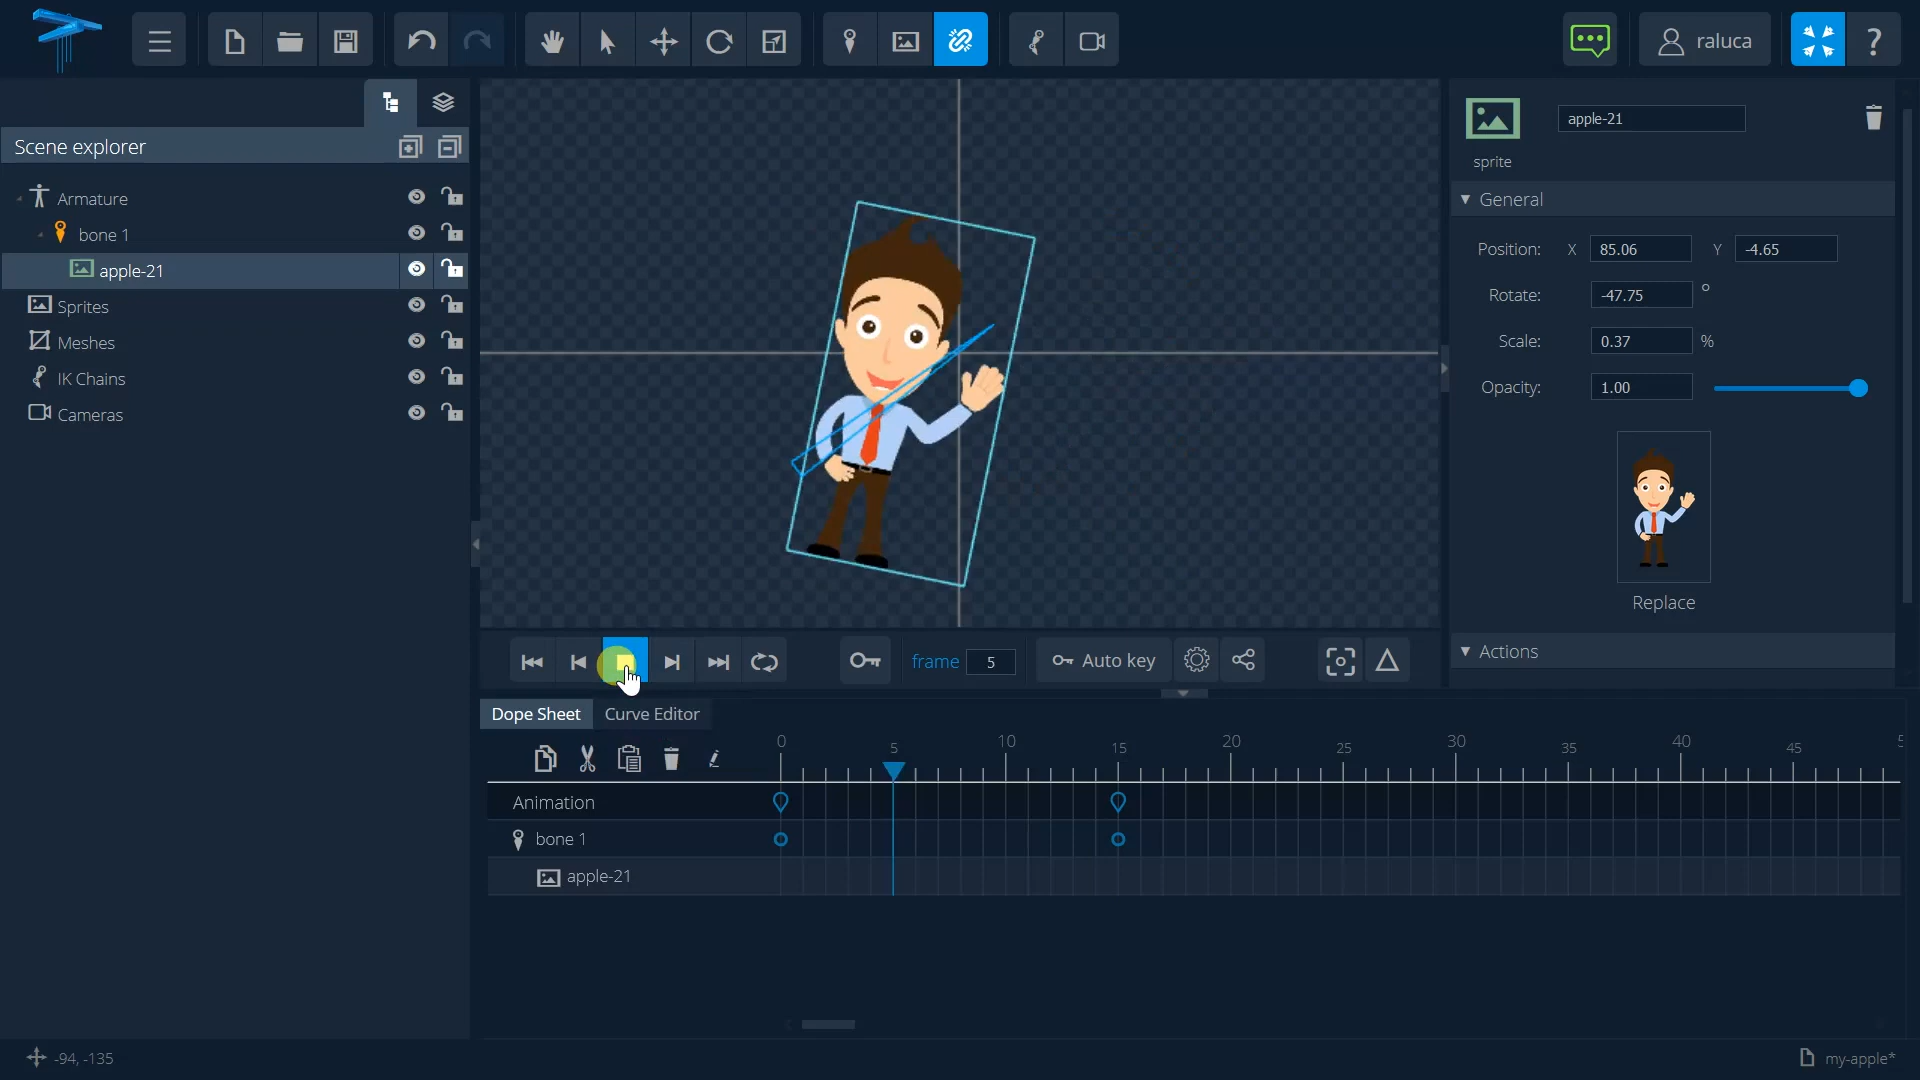 raluca
?
Scene explorer
Armature
bone 1
apple-21
Sprites
Meshes
IK Chains
Cameras
apple-21
sprite
General
Position: X 85.06 Y -4.65
Rotate: -47.75 °
Scale: 0.37 %
Opacity: 1.00
Replace
Actions
frame 5
Auto key
Dope Sheet Curve Editor
0 5 10 15 20 25 30 35 40 45
Animation
bone 1
apple-21
-94, -135
my-apple*